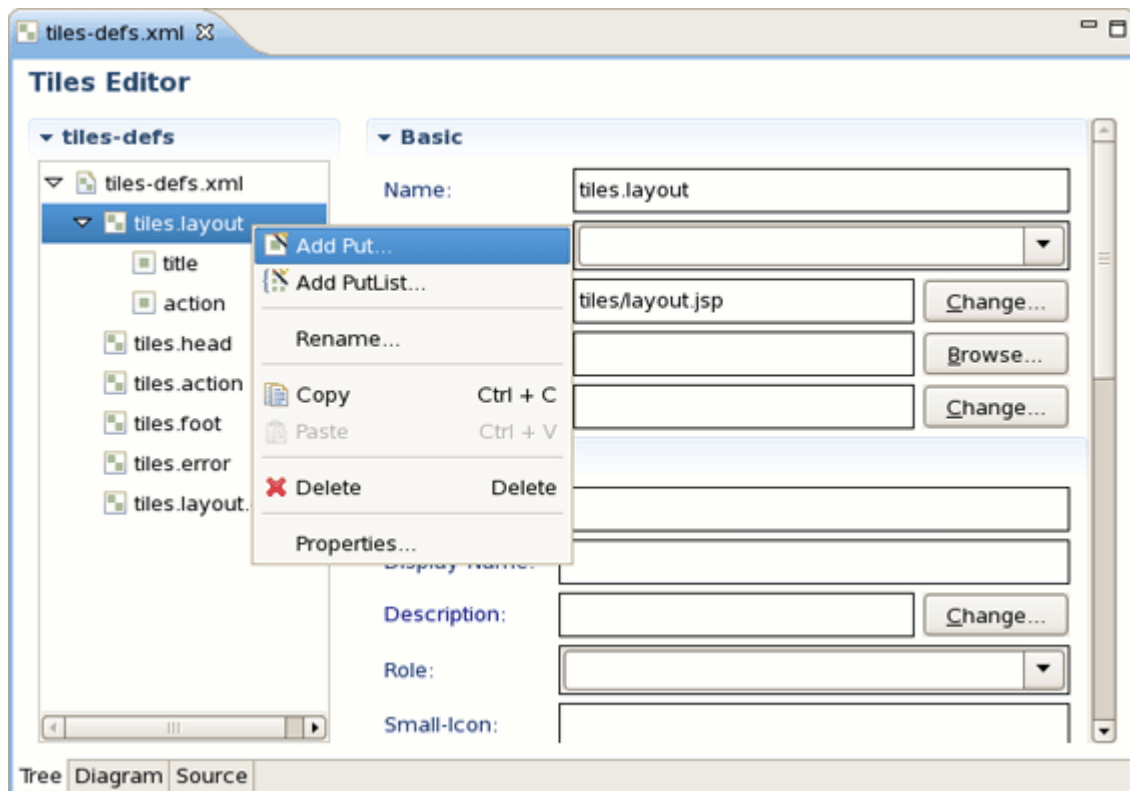 tiles-defs.xml
Tiles Editor
tiles-defs
tiles-defs.xml
tiles.layout
title
action
tiles.head
tiles.action
tiles.foot
tiles.error
tiles.layout.
Add Put...
Add PutList...
Rename...
Copy Ctrl + C
Paste Ctrl + V
Delete Delete
Properties...
Basic
Name: tiles.layout
tiles/layout.jsp Change...
Browse...
Change...
Display-Name:
Description: Change...
Role:
Small-Icon:
Tree Diagram Source